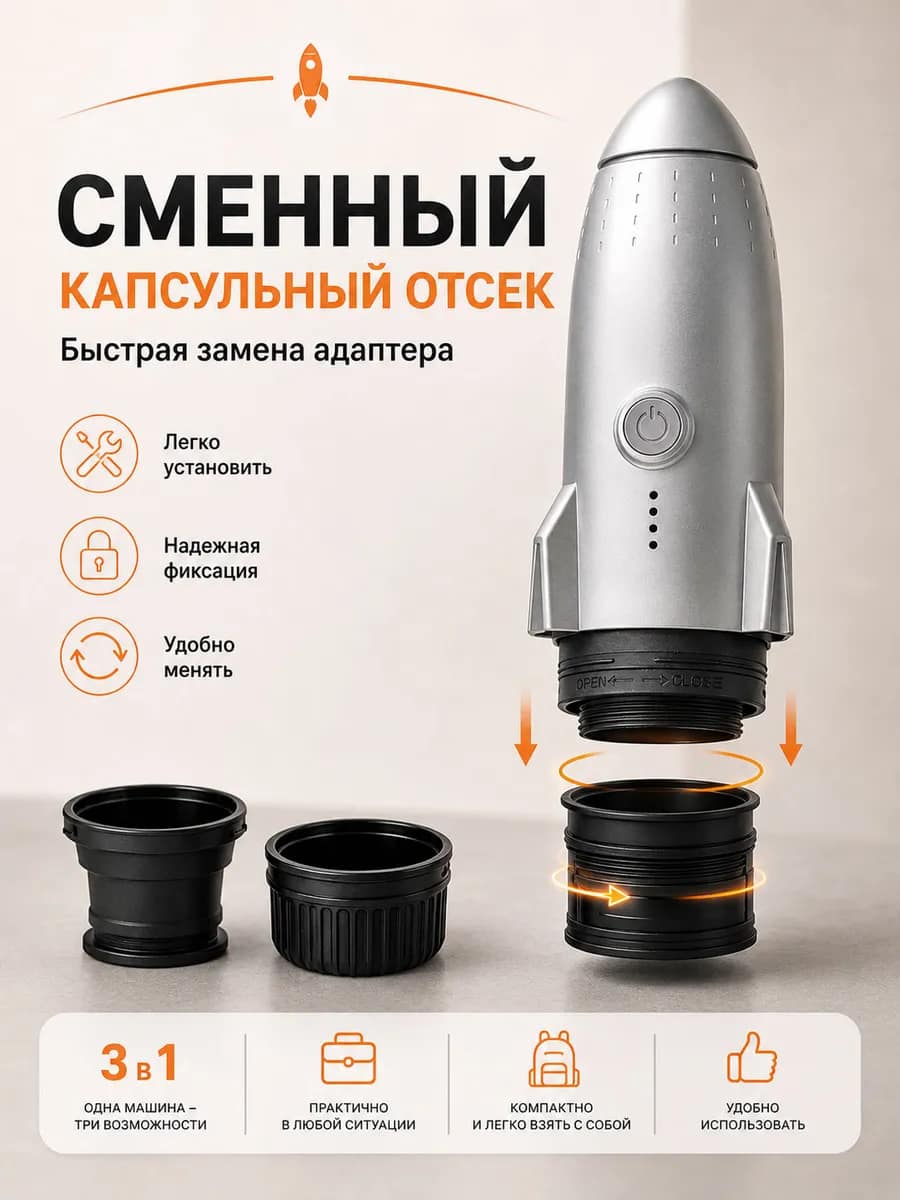 СМЕННЫЙ
КАПСУЛЬНЫЙ ОТСЕК
Быстрая замена адаптера
Легко
установить
Надежная
фиксация
Удобно
менять
OPEN CLOSE
3 в 1
ОДНА МАШИНА –
ТРИ ВОЗМОЖНОСТИ
ПРАКТИЧНО
В ЛЮБОЙ СИТУАЦИИ
КОМПАКТНО
И ЛЕГКО ВЗЯТЬ С СОБОЙ
УДОБНО
ИСПОЛЬЗОВАТЬ